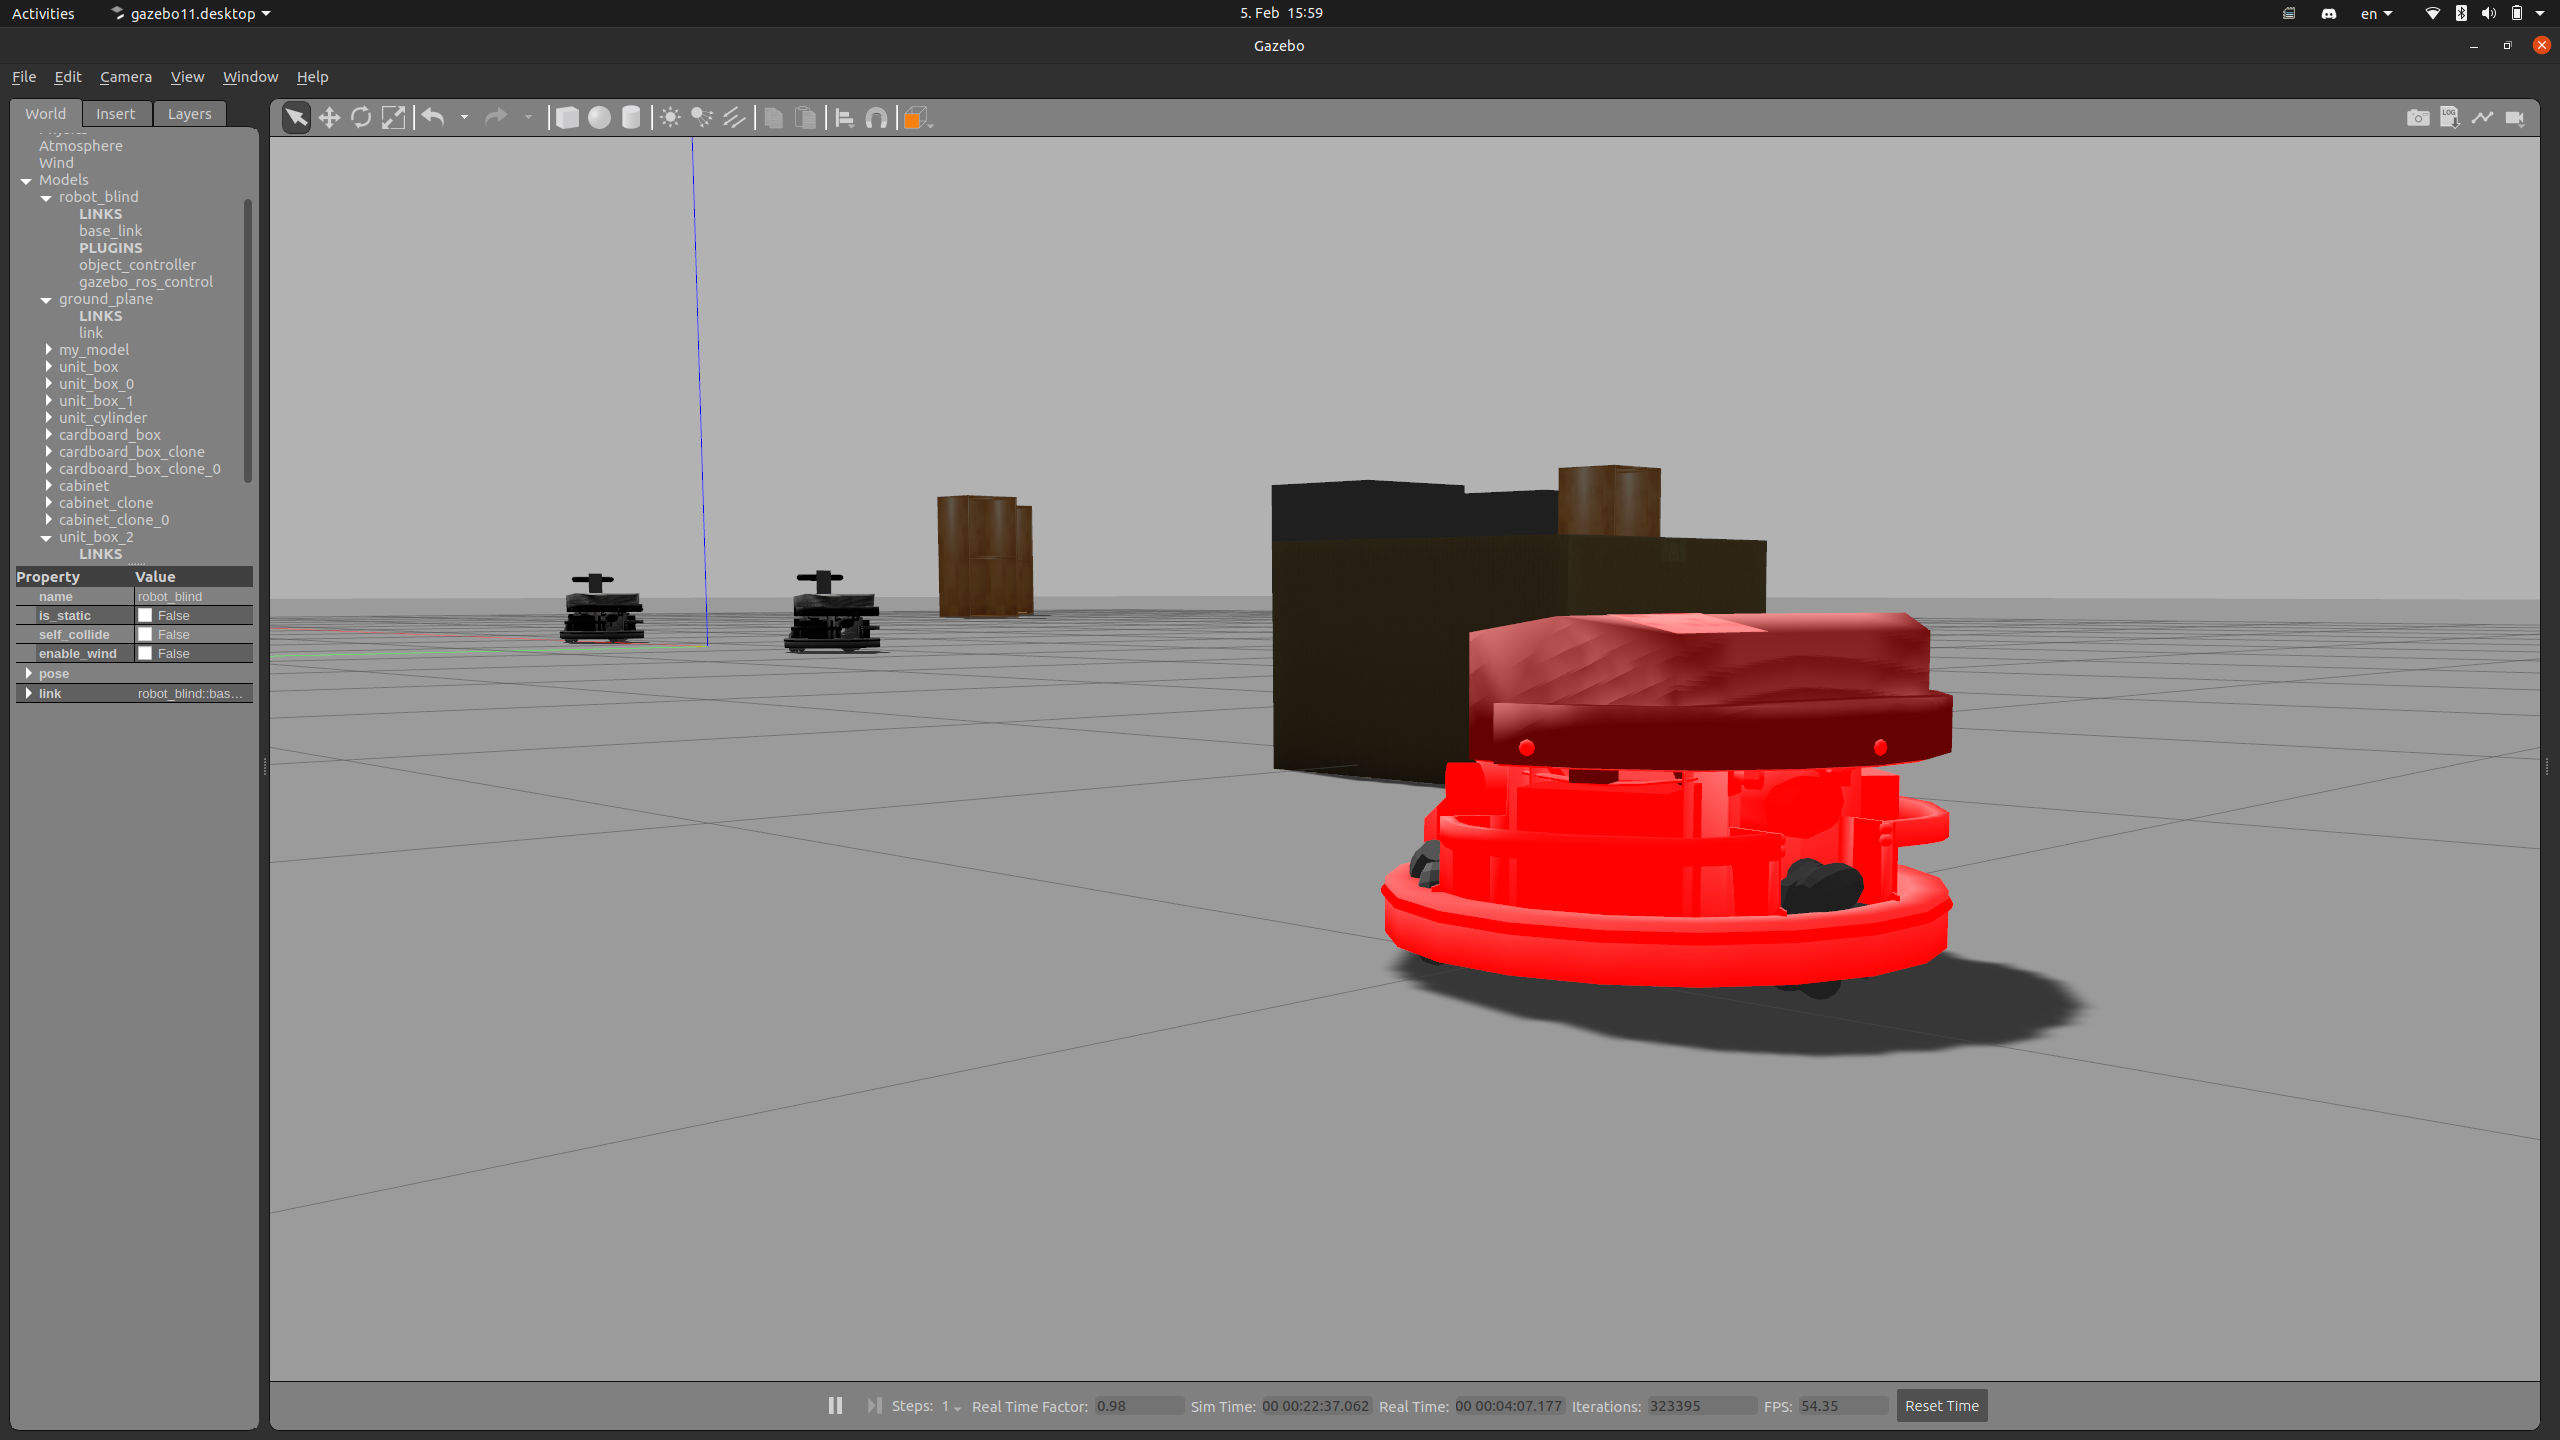 Activities gazebo11.desktop 5. Feb 15:59 en
Gazebo
File Edit Camera View Window Help
World Insert Layers
Physics
Atmosphere
Wind
Models
robot_blind
LINKS
base_link
PLUGINS
object_controller
gazebo_ros_control
ground_plane
LINKS
link
my_model
unit_box
unit_box_0
unit_box_1
unit_cylinder
cardboard_box
cardboard_box_clone
cardboard_box_clone_0
cabinet
cabinet_clone
cabinet_clone_0
unit_box_2
LINKS
Property Value
name robot_blind
is_static False
self_collide False
enable_wind False
pose
link robot_blind::bas...
LOG
Steps: 1 Real Time Factor: 0.98 Sim Time: 00 00:22:37.062 Real Time: 00 00:04:07.177 Iterations: 323395 FPS: 54.35 Reset Time